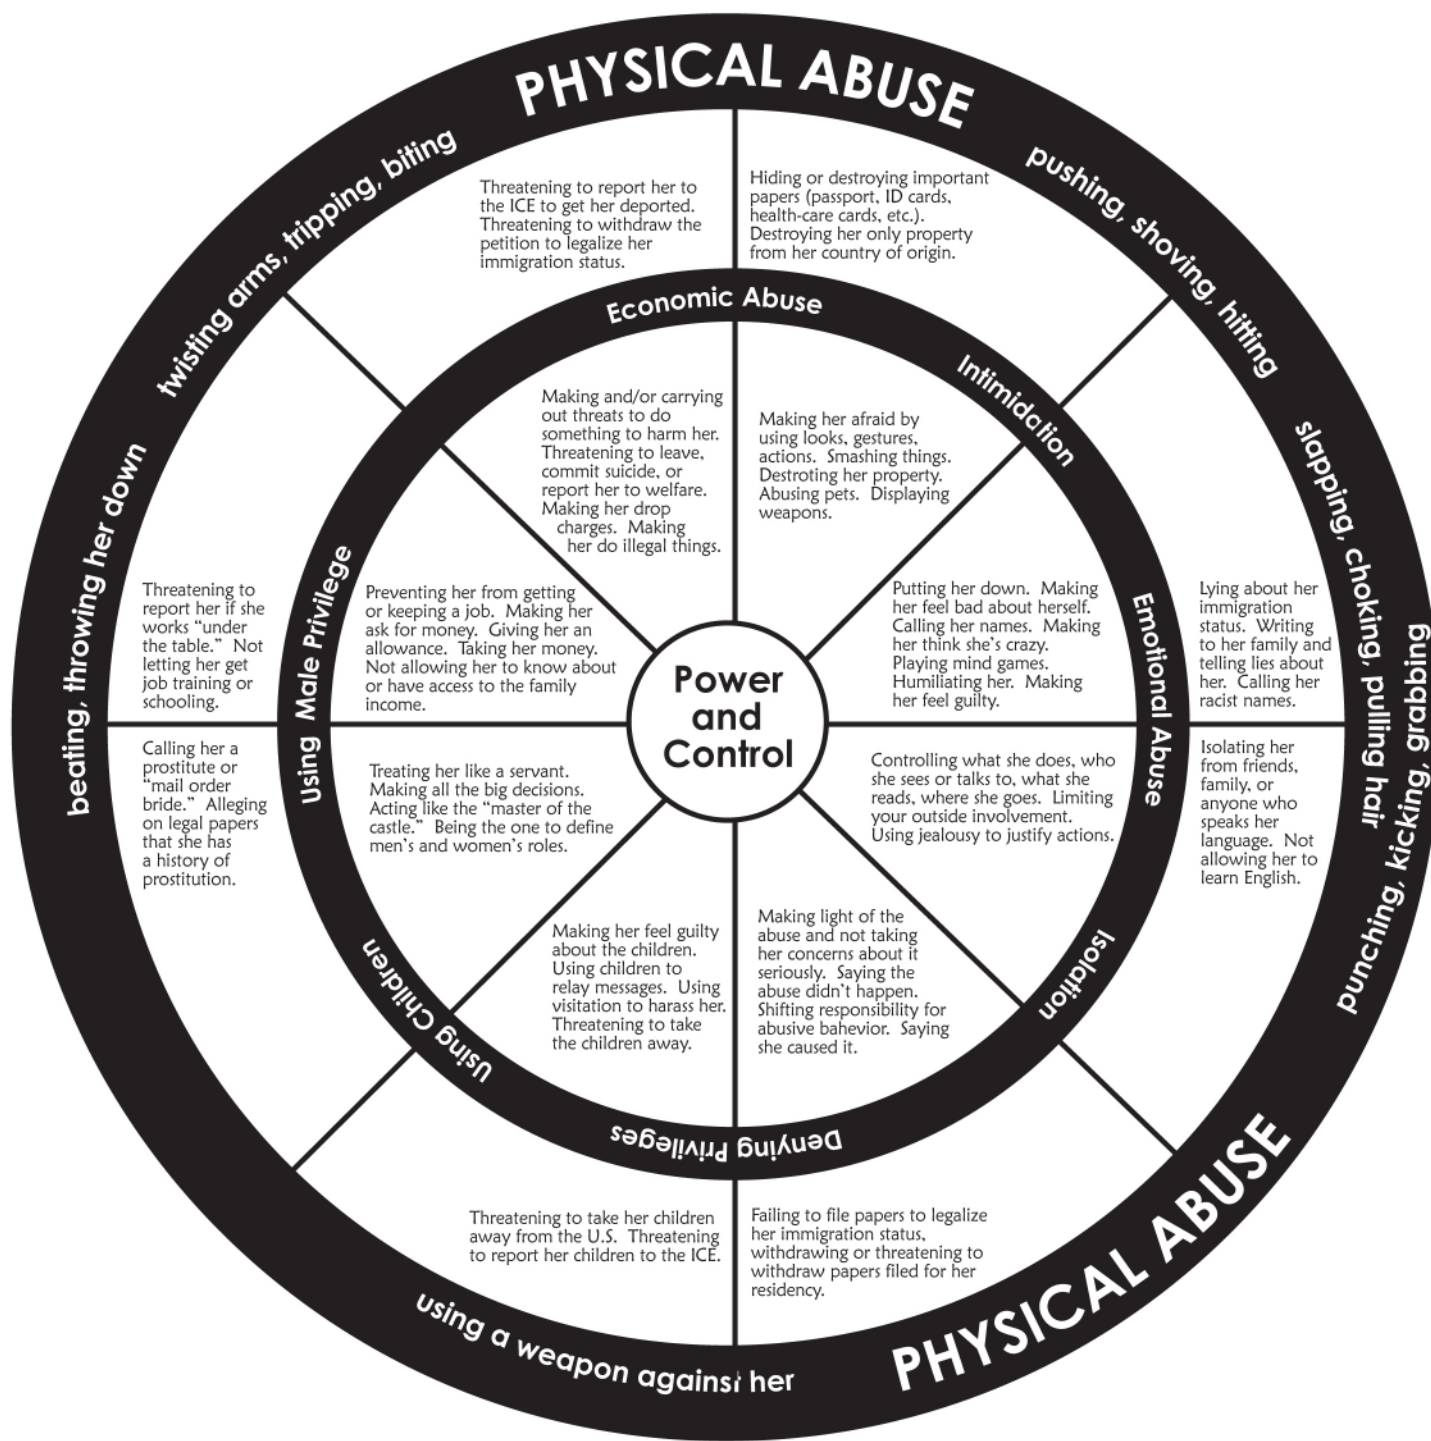 PHYSICAL ABUSE
twisting arms, tripping, biting
pushing, shoving, hitting
Threatening to report her to
the ICE to get her deported.
Threatening to withdraw the
petition to legalize her
immigration status.
Hiding or destroying important
papers (passport, ID cards,
health-care cards, etc.).
Destroying her only property
from her country of origin.
Economic Abuse
Intimidation
Making and/or carrying
out threats to do
something to harm her.
Threatening to leave,
commit suicide, or
report her to welfare.
Making her drop
charges. Making
her do illegal things.
Making her afraid by
using looks, gestures,
actions. Smashing things.
Destroting her property.
Abusing pets. Displaying
weapons.
beating, throwing her down
slapping, choking, pulling hair
punching, kicking, grabbing
Threatening to
report her if she
works “under
the table.” Not
letting her get
job training or
schooling.
Using Male Privilege
Preventing her from getting
or keeping a job. Making her
ask for money. Giving her an
allowance. Taking her money.
Not allowing her to know about
or have access to the family
income.
Power
and
Control
Putting her down. Making
her feel bad about herself.
Calling her names. Making
her think she’s crazy.
Playing mind games.
Humiliating her. Making
her feel guilty.
Emotional Abuse
Lying about her
immigration
status. Writing
to her family and
telling lies about
her. Calling her
racist names.
Calling her a
prostitute or
“mail order
bride.” Alleging
on legal papers
that she has
a history of
prostitution.
Treating her like a servant.
Making all the big decisions.
Acting like the “master of the
castle.” Being the one to define
men’s and women’s roles.
Controlling what she does, who
she sees or talks to, what she
reads, where she goes. Limiting
your outside involvement.
Using jealousy to justify actions.
Isolating her
from friends,
family, or
anyone who
speaks her
language. Not
allowing her to
learn English.
Using Children
Making her feel guilty
about the children.
Using children to
relay messages. Using
visitation to harass her.
Threatening to take
the children away.
Making light of the
abuse and not taking
her concerns about it
seriously. Saying the
abuse didn’t happen.
Shifting responsibility for
abusive bahevior. Saying
she caused it.
Isolation
Denying Privileges
Threatening to take her children
away from the U.S. Threatening
to report her children to the ICE.
Failing to file papers to legalize
her immigration status,
withdrawing or threatening to
withdraw papers filed for her
residency.
using a weapon against her
PHYSICAL ABUSE